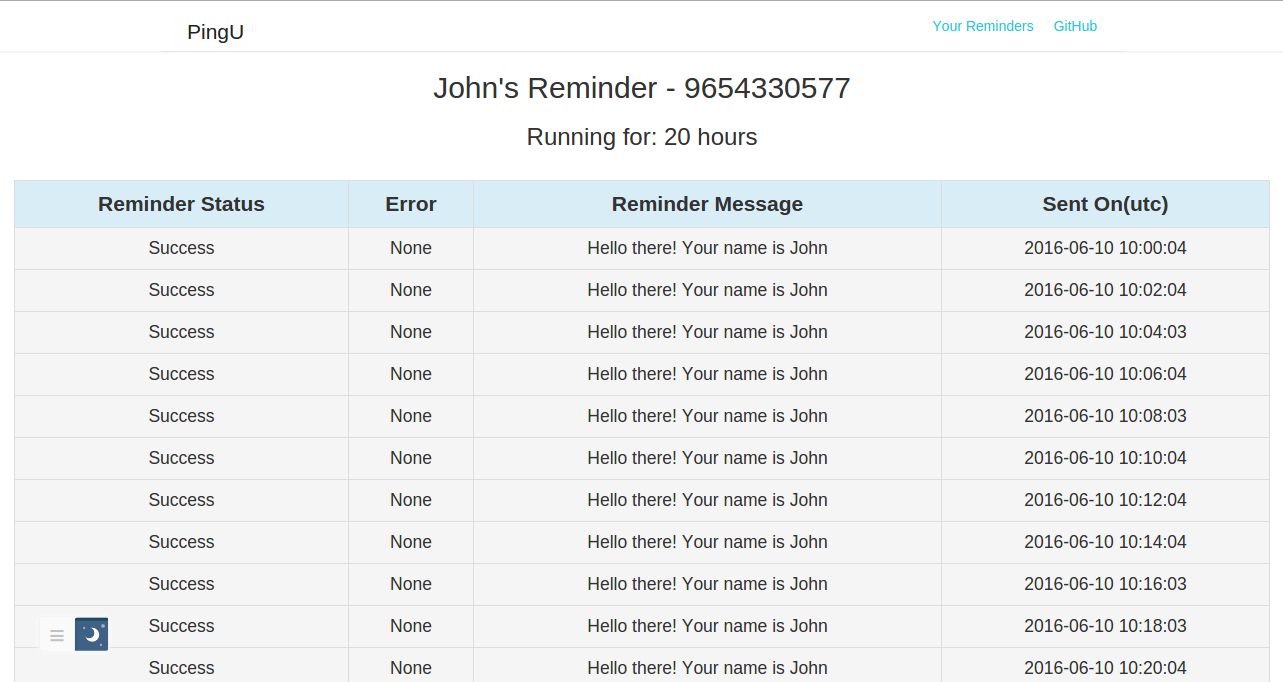 PingU Your Reminders GitHub
John's Reminder - 9654330577
Running for: 20 hours
Reminder Status Error Reminder Message Sent On(utc)
Success None Hello there! Your name is John 2016-06-10 10:00:04
Success None Hello there! Your name is John 2016-06-10 10:02:04
Success None Hello there! Your name is John 2016-06-10 10:04:03
Success None Hello there! Your name is John 2016-06-10 10:06:04
Success None Hello there! Your name is John 2016-06-10 10:08:03
Success None Hello there! Your name is John 2016-06-10 10:10:04
Success None Hello there! Your name is John 2016-06-10 10:12:04
Success None Hello there! Your name is John 2016-06-10 10:14:04
Success None Hello there! Your name is John 2016-06-10 10:16:03
Success None Hello there! Your name is John 2016-06-10 10:18:03
Success None Hello there! Your name is John 2016-06-10 10:20:04